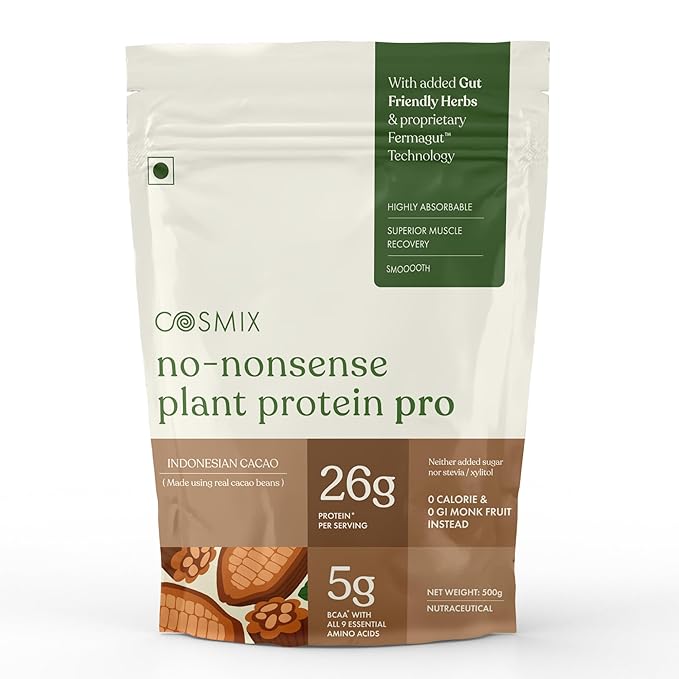 With added Gut
Friendly Herbs
& proprietary
Fermagut™
Technology
HIGHLY ABSORBABLE
SUPERIOR MUSCLE
RECOVERY
SMOOOOTH
COSMIX
no-nonsense
plant protein pro
INDONESIAN CACAO
( Made using real cacao beans )
26g
PROTEIN*
PER SERVING
Neither added sugar
nor stevia / xylitol
0 CALORIE &
0 GI MONK FRUIT
INSTEAD
5g
BCAA* WITH
ALL 9 ESSENTIAL
AMINO ACIDS
NET WEIGHT: 500g
NUTRACEUTICAL